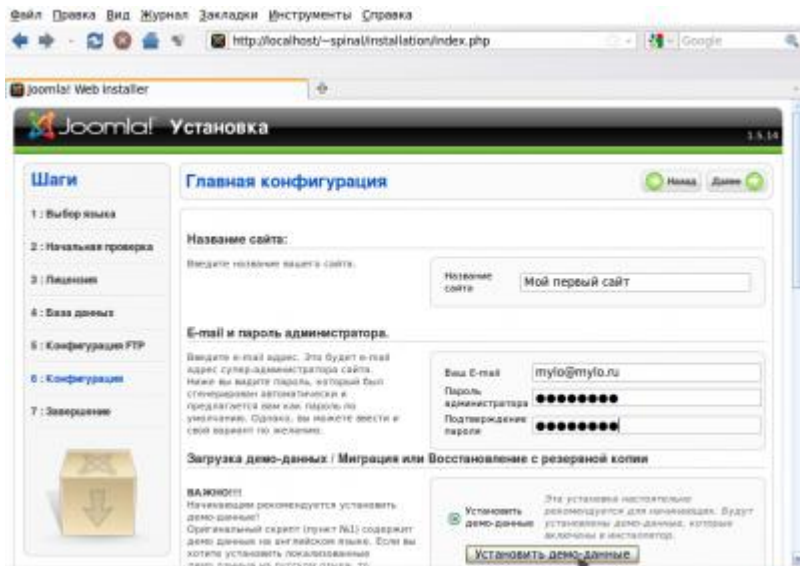 Файл Правка Вид Журнал Закладки Инструменты Справка
http://localhost/~spinal/installation/index.php
Google
Joomla! Web Installer
Joomla! Установка
1.5.14
Шаги
1 : Выбор языка
2 : Начальная проверка
3 : Лицензия
4 : База данных
5 : Конфигурация FTP
6 : Конфигурация
7 : Завершение
Главная конфигурация
Назад
Далее
Название сайта:
Введите название вашего сайта.
Название
сайта
Мой первый сайт
E-mail и пароль администратора.
Введите e-mail адрес. Это будет e-mail
адрес супер-администратора сайта.
Ниже вы видите пароль, который был
сгенерирован автоматически и
предлагается вам как пароль по
умолчанию. Однако, вы можете ввести и
свой вариант по желанию.
Ваш E-mail
mylo@mylo.ru
Пароль
администратора
Подтверждение
пароля
Загрузка демо-данных / Миграция или Восстановление с резервной копии
ВАЖНО!!!
Начинающим рекомендуется установить
демо-данные!
Оригинальный скрипт (пункт №1) содержит
демо данные на английском языке. Если вы
хотите установить локализованные
демо данные на русском языке, то
Установить
демо-данные
Эта установка настоятельно
рекомендуется для начинающих. Будут
установлены демо-данные, которые
включены в инсталлятор.
Установить демо-данные